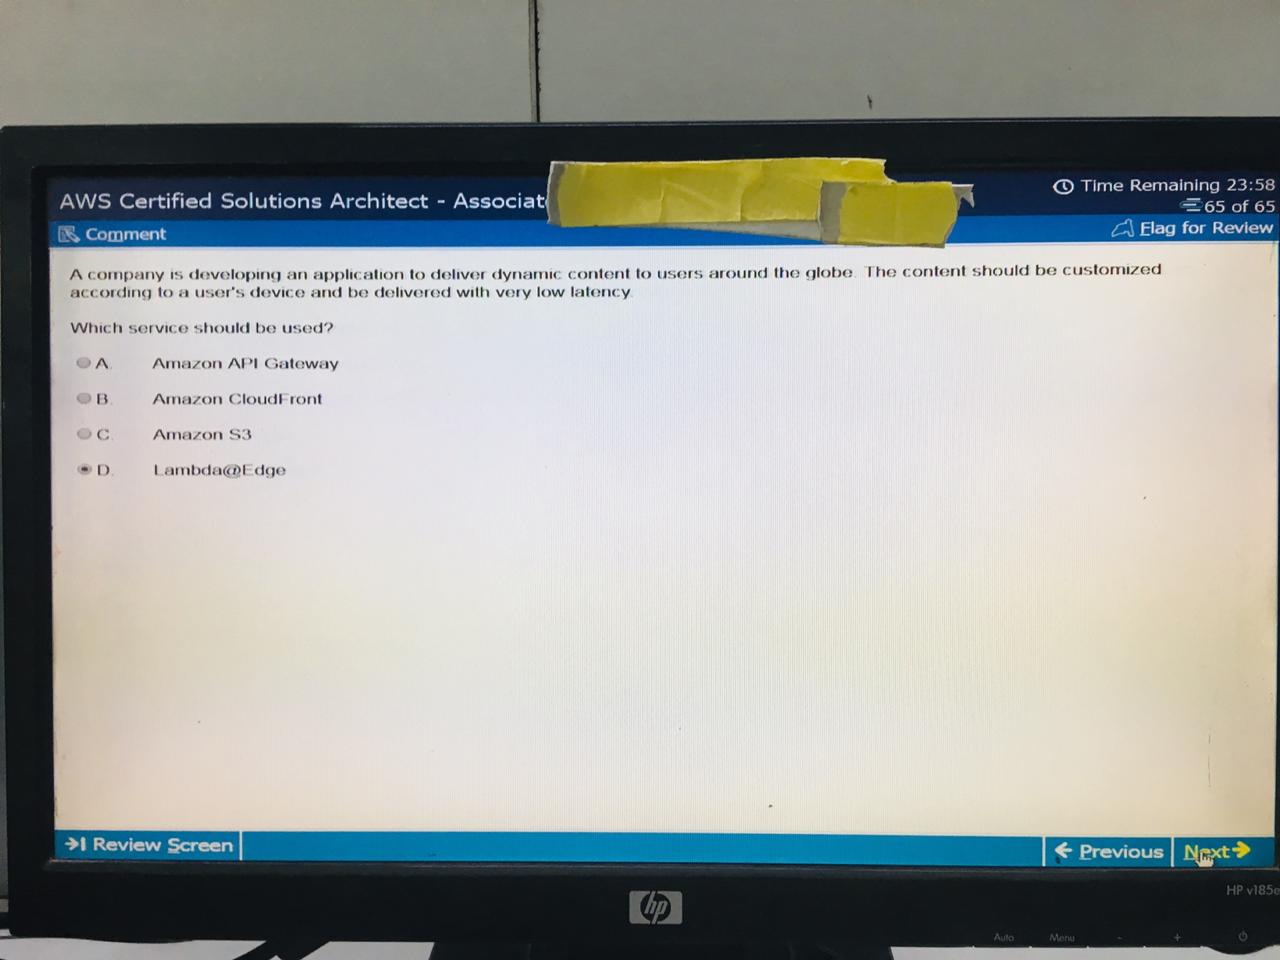 AWS Certified Solutions Architect - Associat
Time Remaining 23:58
65 of 65
Comment
Flag for Review
A company is developing an application to deliver dynamic content to users around the globe. The content should be customized
according to a user's device and be delivered with very low latency.
Which service should be used?
A. Amazon API Gateway
B. Amazon CloudFront
C. Amazon S3
D. Lambda@Edge
Review Screen
Previous
Next
hp
HP v185e
Auto Menu - +